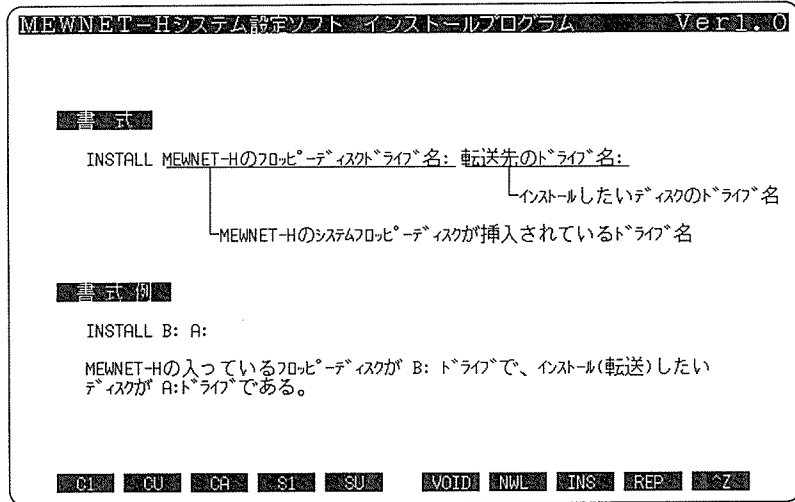 MEWNET－Hシステム設定ソフト　インストールプログラム　Ver1．0
書　式
INSTALL MEWNET-Hのﾌﾛｯﾋﾟｰﾃﾞｨｽｸﾄﾞﾗｲﾌﾞ名: 転送先のﾄﾞﾗｲﾌﾞ名:
ｲﾝｽﾄｰﾙしたいﾃﾞｨｽｸのﾄﾞﾗｲﾌﾞ名
MEWNET-Hのｼｽﾃﾑﾌﾛｯﾋﾟｰﾃﾞｨｽｸが挿入されているﾄﾞﾗｲﾌﾞ名
書 式 例
INSTALL B: A:
MEWNET-Hの入っているﾌﾛｯﾋﾟｰﾃﾞｨｽｸが B: ﾄﾞﾗｲﾌﾞで、ｲﾝｽﾄｰﾙ(転送)したい
ﾃﾞｨｽｸが A:ﾄﾞﾗｲﾌﾞである。
C1 CU CA S1 SU VOID NWL INS REP ^Z